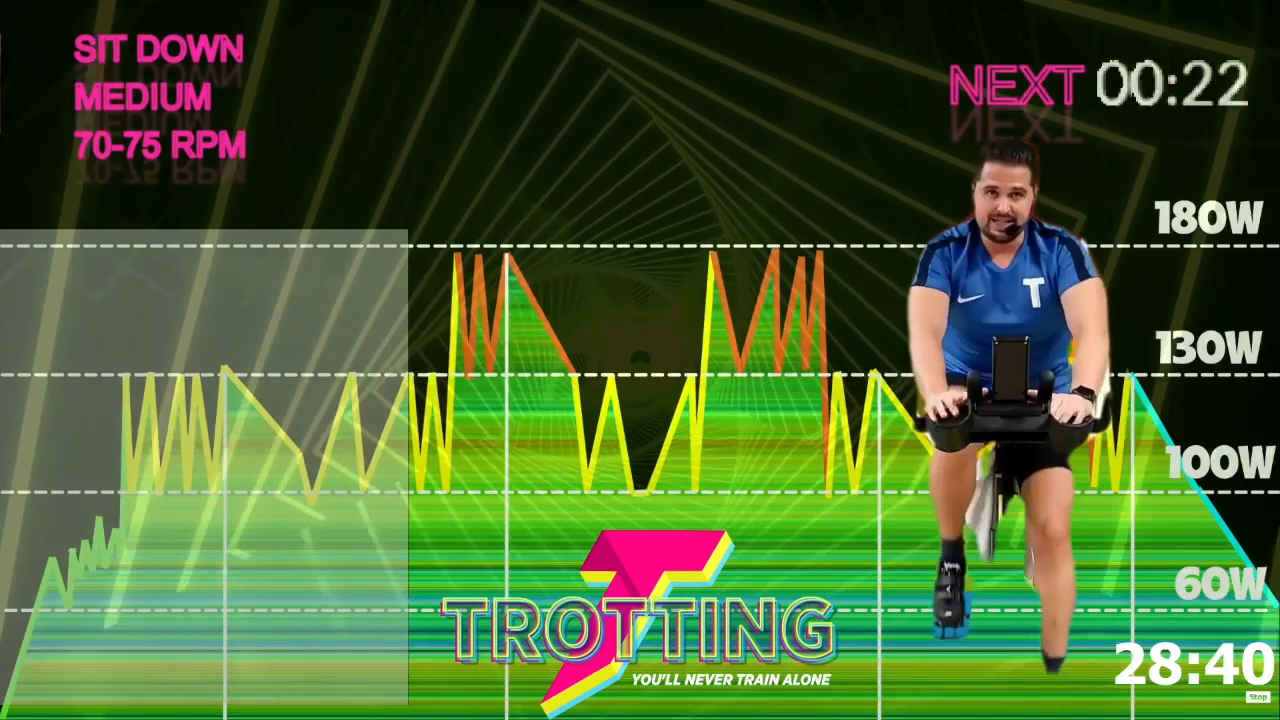 SIT DOWN
MEDIUM
70-75 RPM
NEXT 00:22
180W
130W
100W
60W
T
TROTTING
YOU'LL NEVER TRAIN ALONE
28:40
Stop